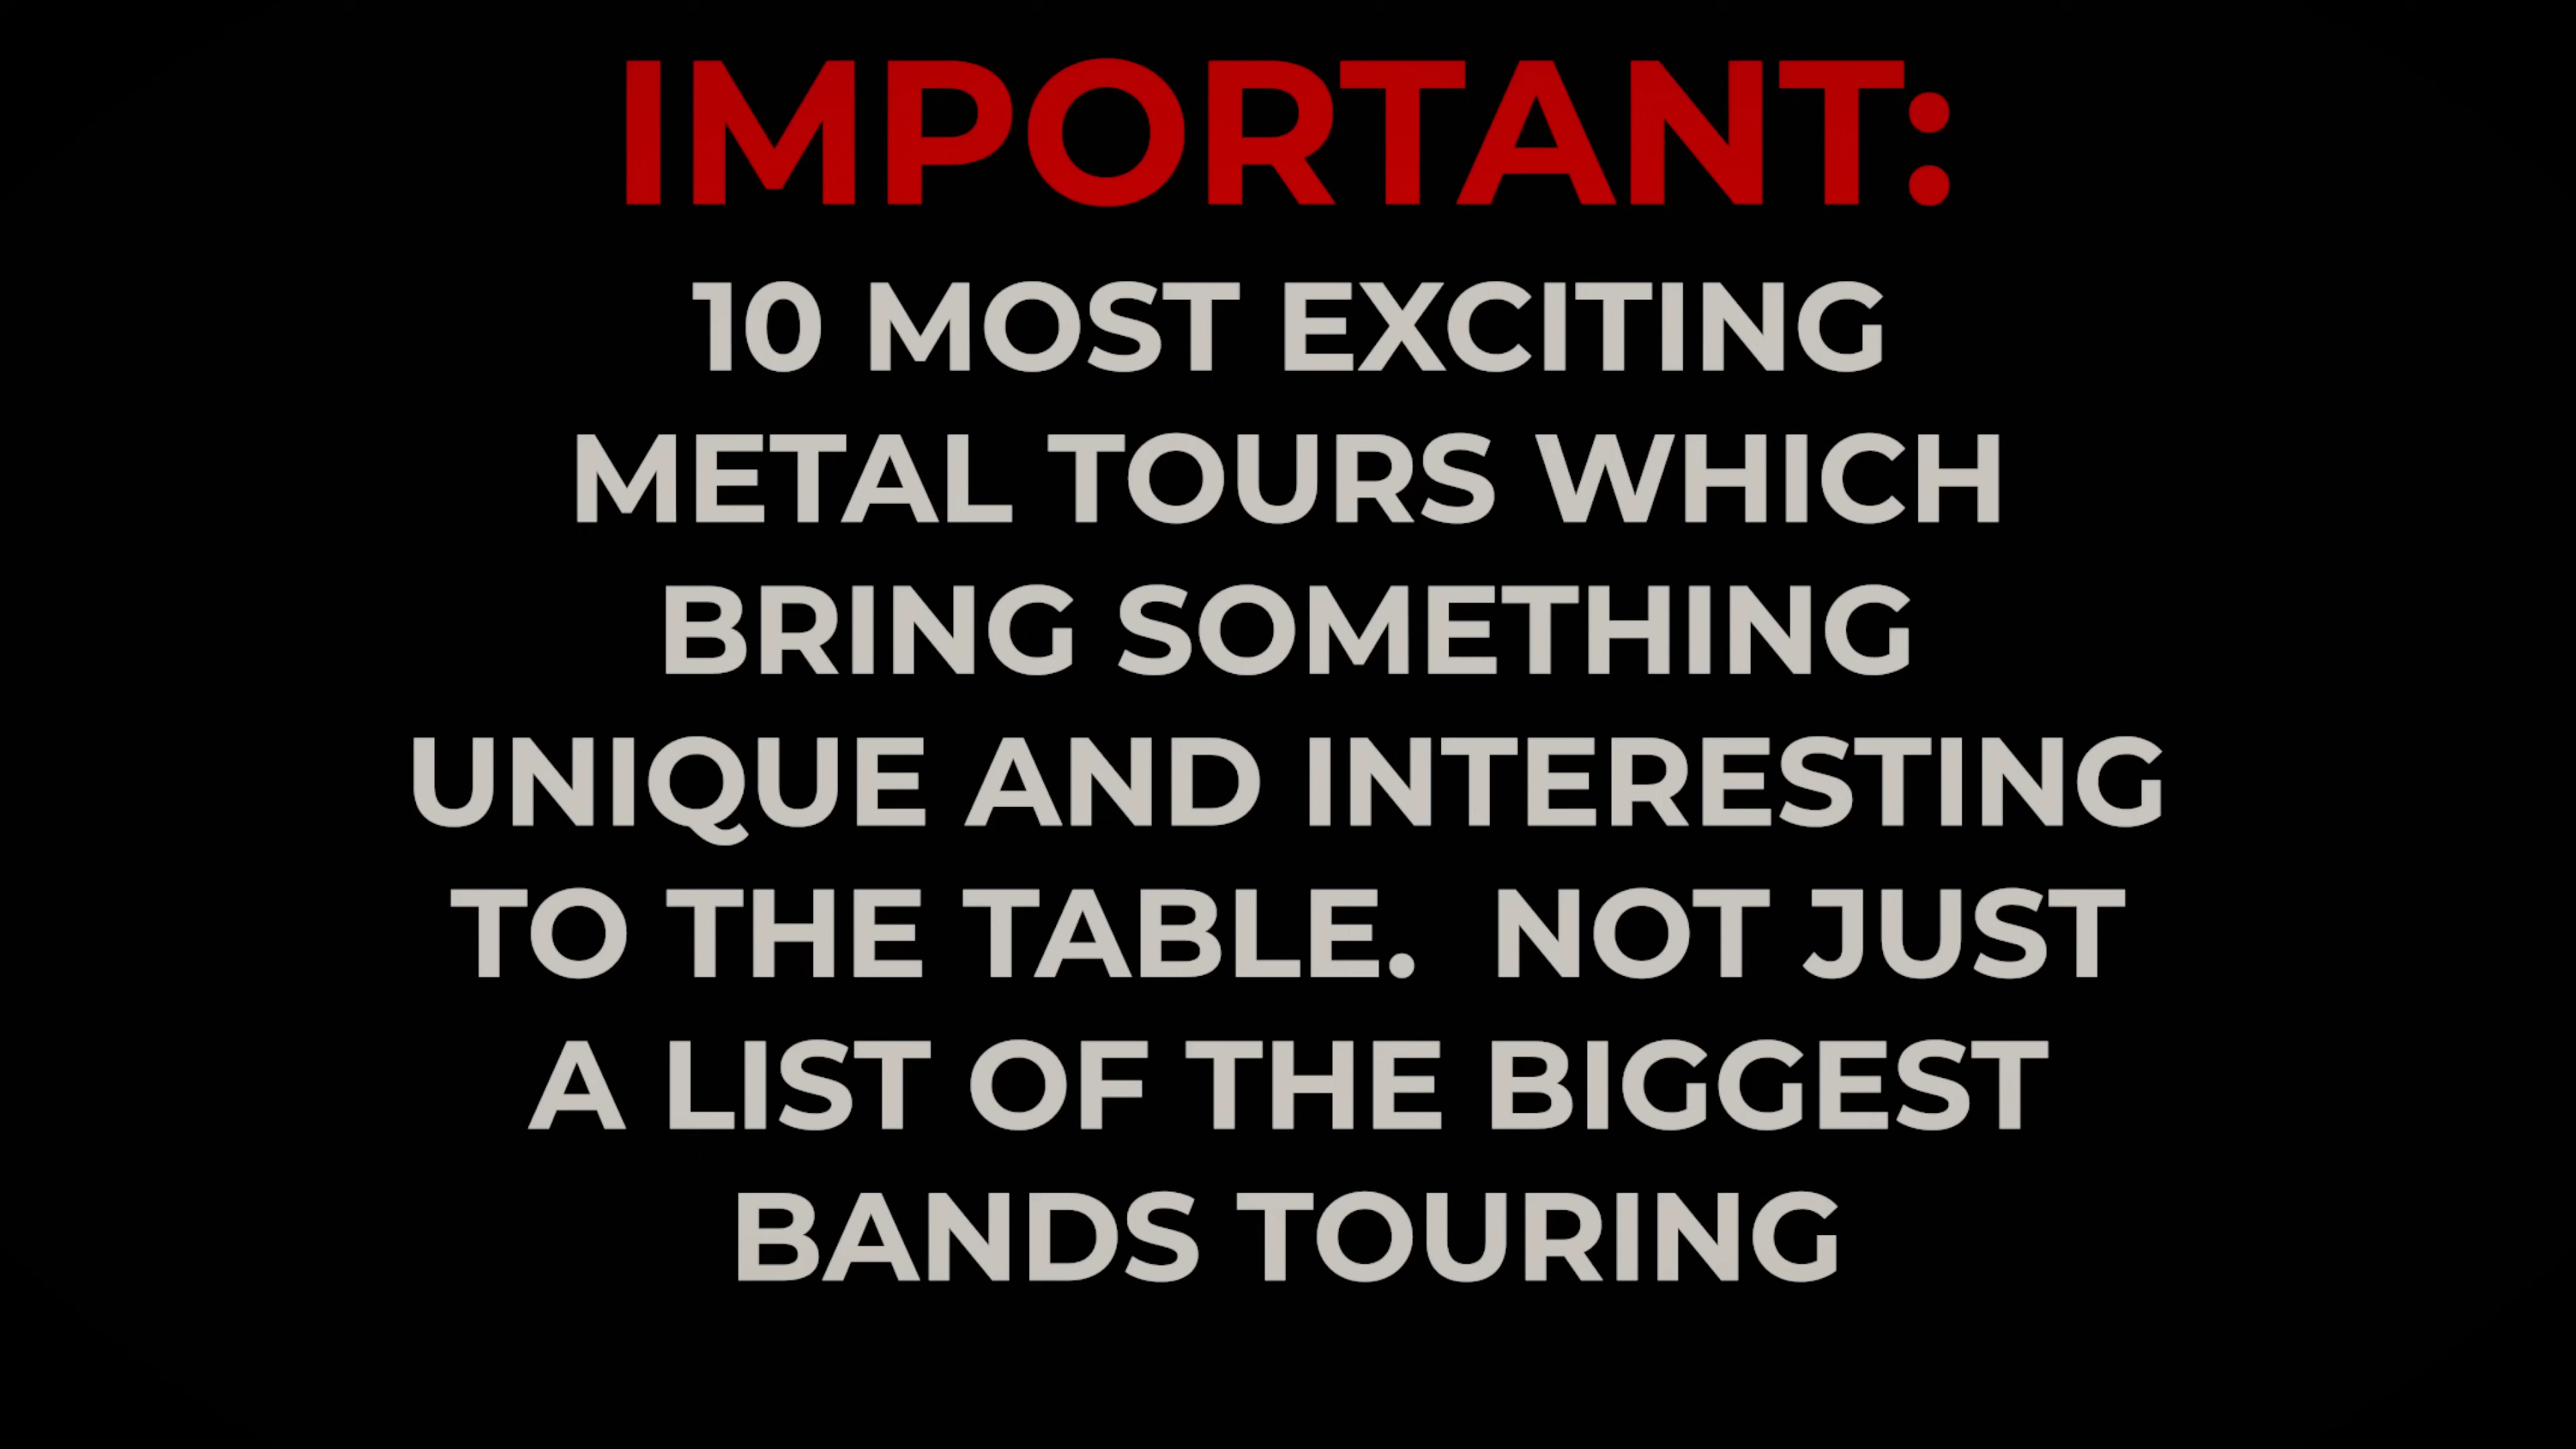 IMPORTANT:
10 MOST EXCITING
METAL TOURS WHICH
BRING SOMETHING
UNIQUE AND INTERESTING
TO THE TABLE.  NOT JUST
A LIST OF THE BIGGEST
BANDS TOURING